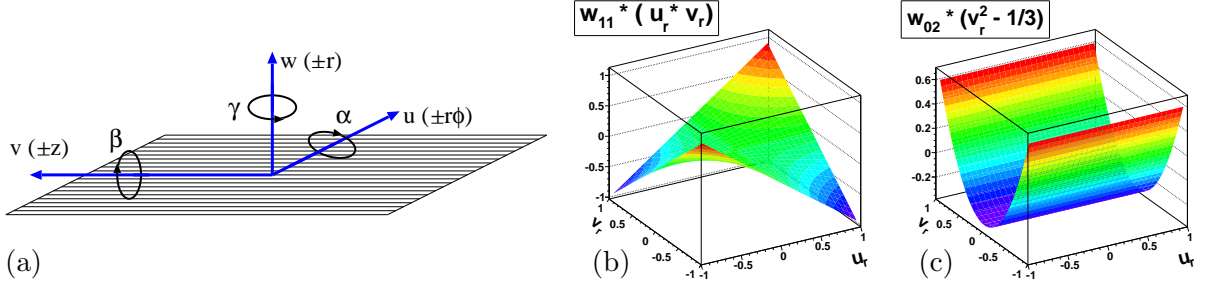 w (±r)
γ
α
u (±rϕ)
β
v (±z)
(a)
w₁₁ * ( uᵣ* vᵣ)
1
0.5
0
-0.5
-1
vᵣ
1
0.5
0
-0.5
-1
-1
-0.5
0
0.5
1
uᵣ
(b)
w₀₂ * (vᵣ² - 1/3)
0.6
0.4
0.2
0
-0.2
vᵣ
1
0.5
0
-0.5
-1
-1
-0.5
0
0.5
1
uᵣ
(c)